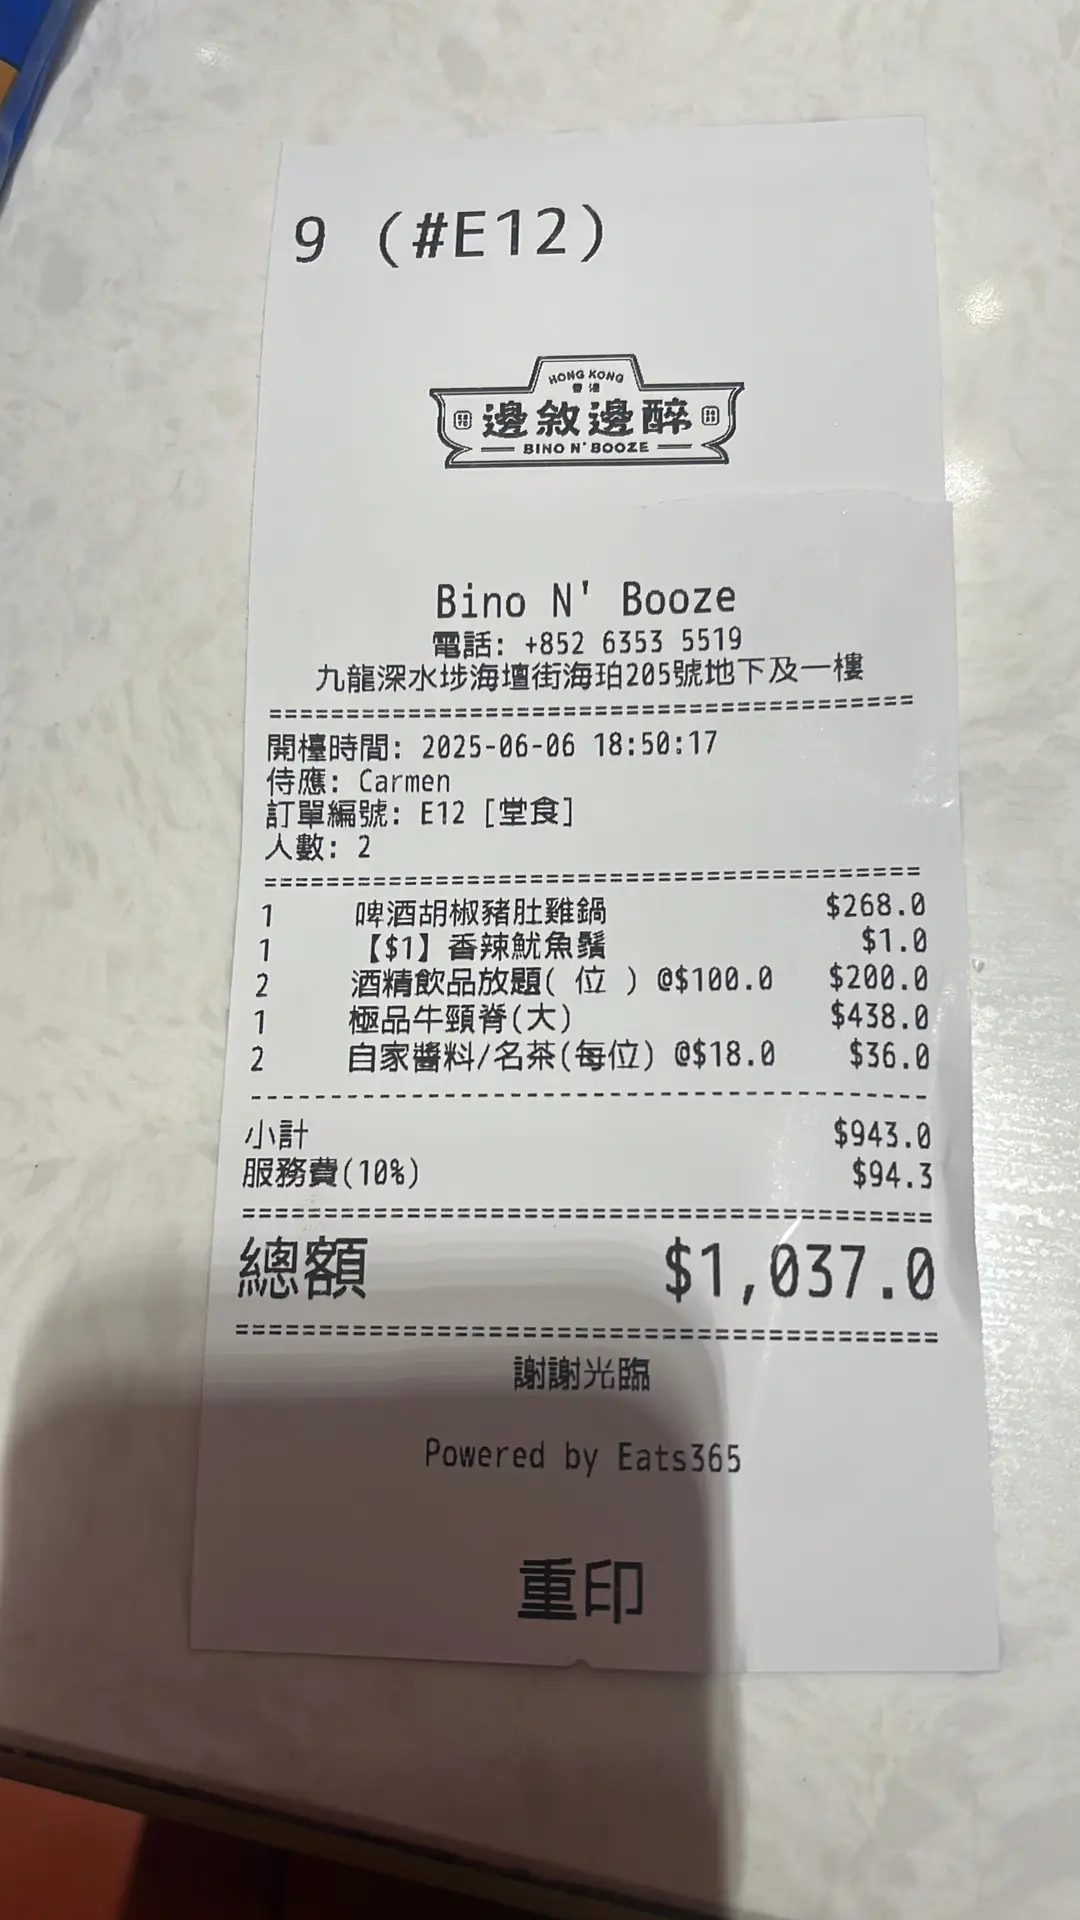 9 (#E12)
HONG KONG
香港
邊敘邊醉
BINO N' BOOZE
Bino N' Booze
電話: +852 6353 5519
九龍深水埗海壇街海珀205號地下及一樓
=========================================
開檯時間: 2025-06-06 18:50:17
侍應: Carmen
訂單編號: E12 [堂食]
人數: 2
=========================================
1 啤酒胡椒豬肚雞鍋 $268.0
1 【$1】香辣魷魚鬚 $1.0
2 酒精飲品放題( 位 ) @$100.0 $200.0
1 極品牛頸脊(大) $438.0
2 自家醬料/名茶(每位) @$18.0 $36.0
-----------------------------------------
小計 $943.0
服務費(10%) $94.3
=========================================
總額 $1,037.0
=========================================
謝謝光臨
Powered by Eats365
重印